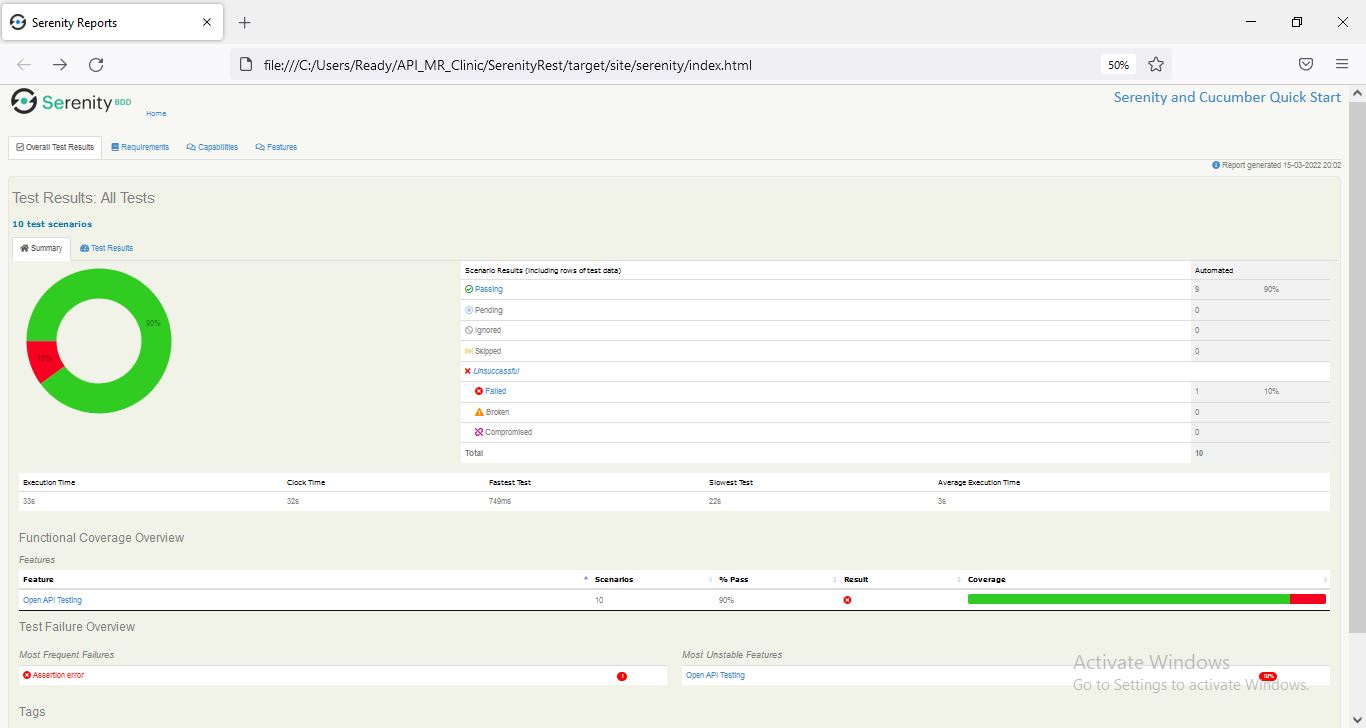 Serenity Reports
file:///C:/Users/Ready/API_MR_Clinic/SerenityRest/target/site/serenity/index.html
50%
Serenity BDD
Home
Serenity and Cucumber Quick Start
Overall Test Results Requirements Capabilities Features
Report generated 15-03-2022 20:02
Test Results: All Tests
10 test scenarios
Summary Test Results
90%
10%
Scenario Results (including rows of test data) Automated
Passing 9 90%
Pending 0
Ignored 0
Skipped 0
Unsuccessful
Failed 1 10%
Broken 0
Compromised 0
Total 10
Execution Time Clock Time Fastest Test Slowest Test Average Execution Time
33s 32s 749ms 22s 3s
Functional Coverage Overview
Features
Feature Scenarios % Pass Result Coverage
Open API Testing 10 90%
Test Failure Overview
Most Frequent Failures Most Unstable Features
Assertion error 1 Open API Testing 10%
Activate Windows
Go to Settings to activate Windows.
Tags